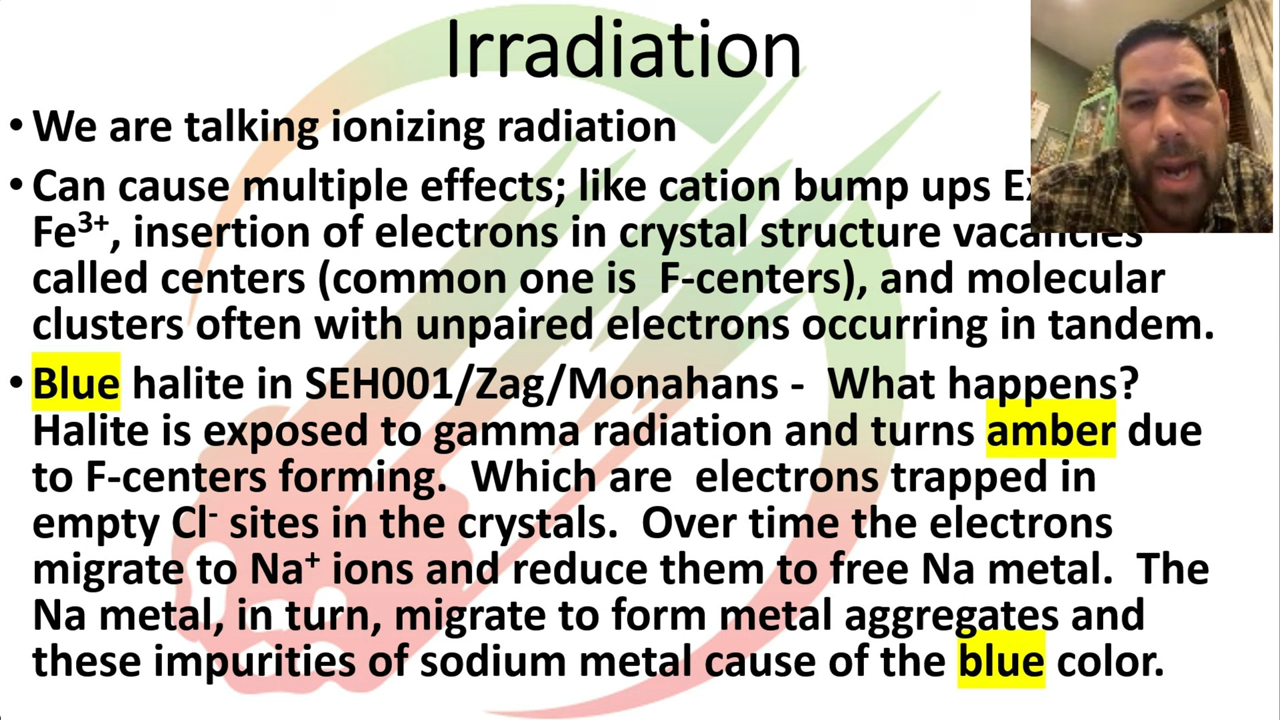 Irradiation
• We are talking ionizing radiation
• Can cause multiple effects; like cation bump ups
Fe³⁺, insertion of electrons in crystal structure vacancies
called centers (common one is  F-centers), and molecular
clusters often with unpaired electrons occurring in tandem.
• Blue halite in SEH001/Zag/Monahans -  What happens?
Halite is exposed to gamma radiation and turns amber due
to F-centers forming.  Which are  electrons trapped in
empty Cl⁻ sites in the crystals.  Over time the electrons
migrate to Na⁺ ions and reduce them to free Na metal.  The
Na metal, in turn, migrate to form metal aggregates and
these impurities of sodium metal cause of the blue color.